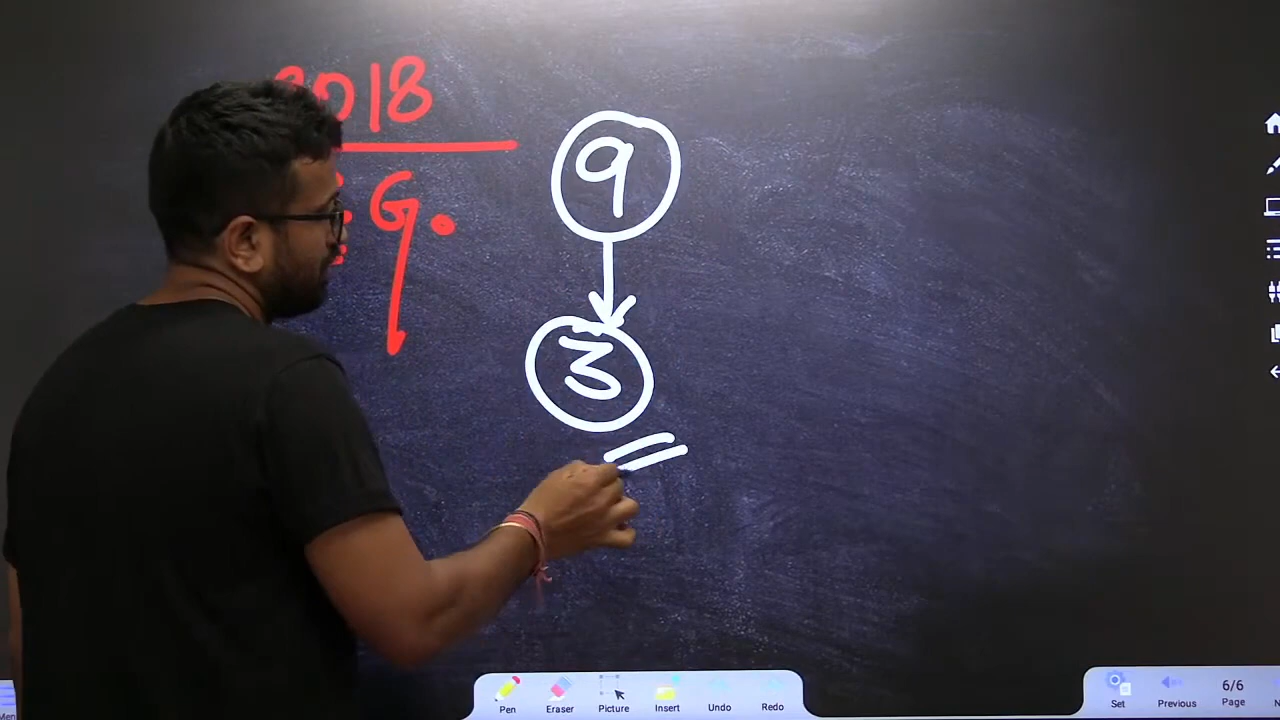 2018
G.
9
3
Pen Eraser Picture Insert Undo Redo
Set Previous 6/6 Page